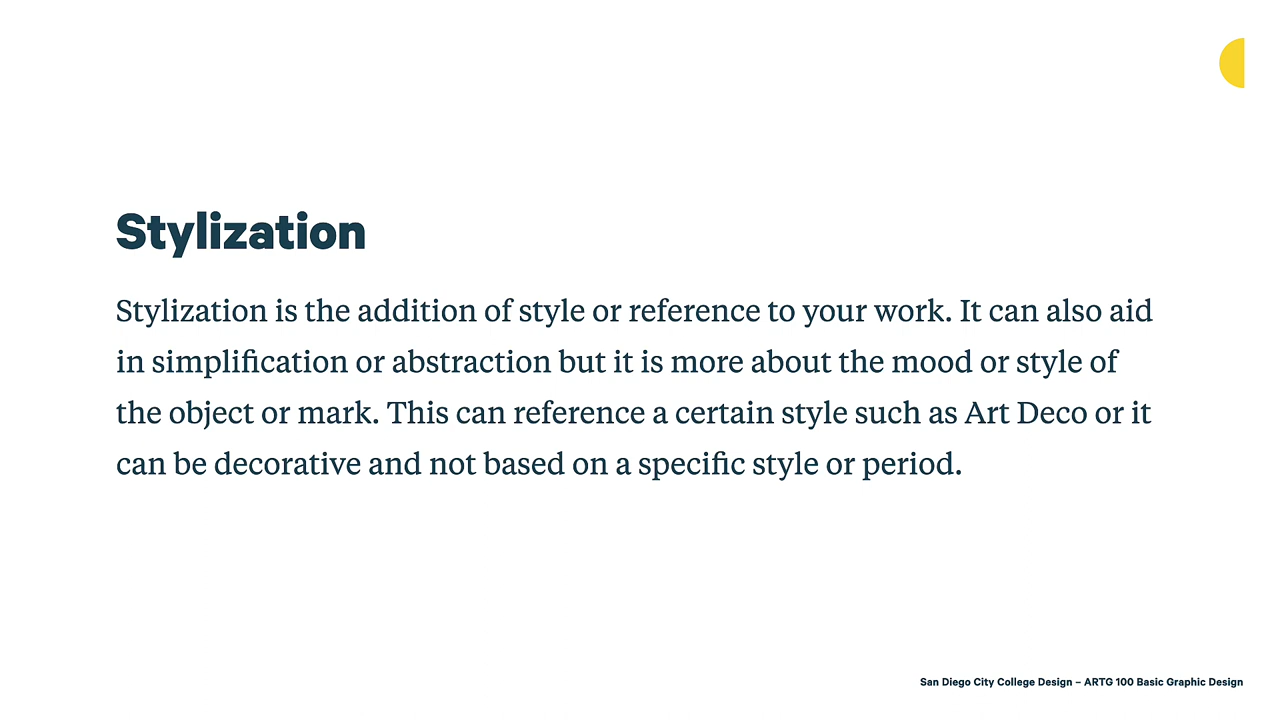 Stylization
Stylization is the addition of style or reference to your work. It can also aid
in simplification or abstraction but it is more about the mood or style of
the object or mark. This can reference a certain style such as Art Deco or it
can be decorative and not based on a specific style or period.
San Diego City College Design – ARTG 100 Basic Graphic Design